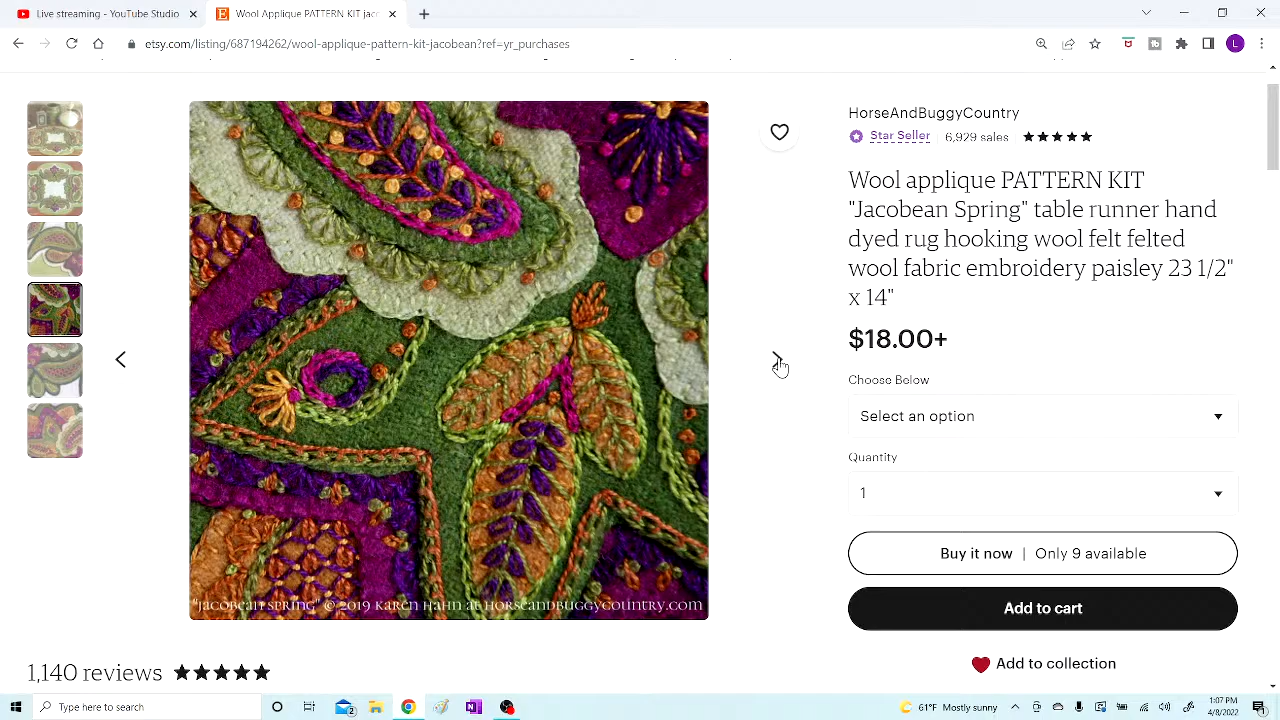 Live streaming - YouTube Studio
Wool applique PATTERN KIT jac
etsy.com/listing/687194262/wool-applique-pattern-kit-jacobean?ref=yr_purchases
L
HorseAndBuggyCountry
Star Seller 6,929 sales
Wool applique PATTERN KIT
"Jacobean Spring" table runner hand
dyed rug hooking wool felt felted
wool fabric embroidery paisley 23 1/2"
x 14"
$18.00+
Choose Below
Select an option
Quantity
1
Buy it now | Only 9 available
Add to cart
Add to collection
"Jacobean Spring" © 2019 Karen Hahn at HorseandBuggyCountry.com
1,140 reviews
Type here to search
2
61°F Mostly sunny
1:07 PM
4/8/2022